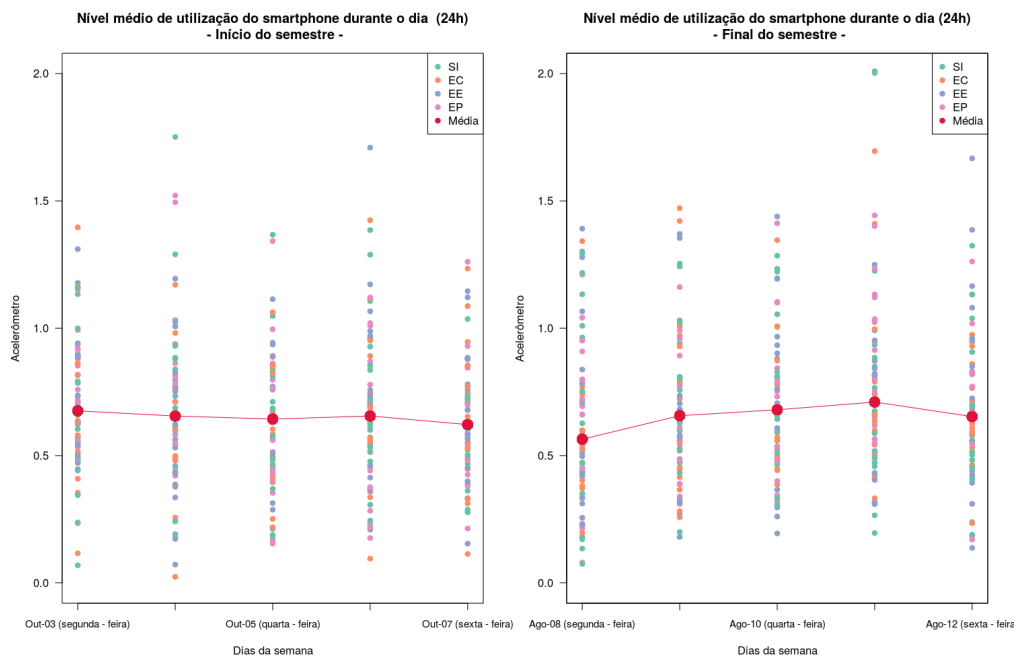 Nível médio de utilização do smartphone durante o dia  (24h)
- Início do semestre -
SI
EC
EE
EP
Média
2.0
1.5
1.0
0.5
0.0
Acelerômetro
Out-03 (segunda - feira)
Out-05 (quarta - feira)
Out-07 (sexta - feira)
Dias da semana
Nível médio de utilização do smartphone durante o dia (24h)
- Final do semestre -
SI
EC
EE
EP
Média
2.0
1.5
1.0
0.5
0.0
Acelerômetro
Ago-08 (segunda - feira)
Ago-10 (quarta - feira)
Ago-12 (sexta - feira
Dias da semana